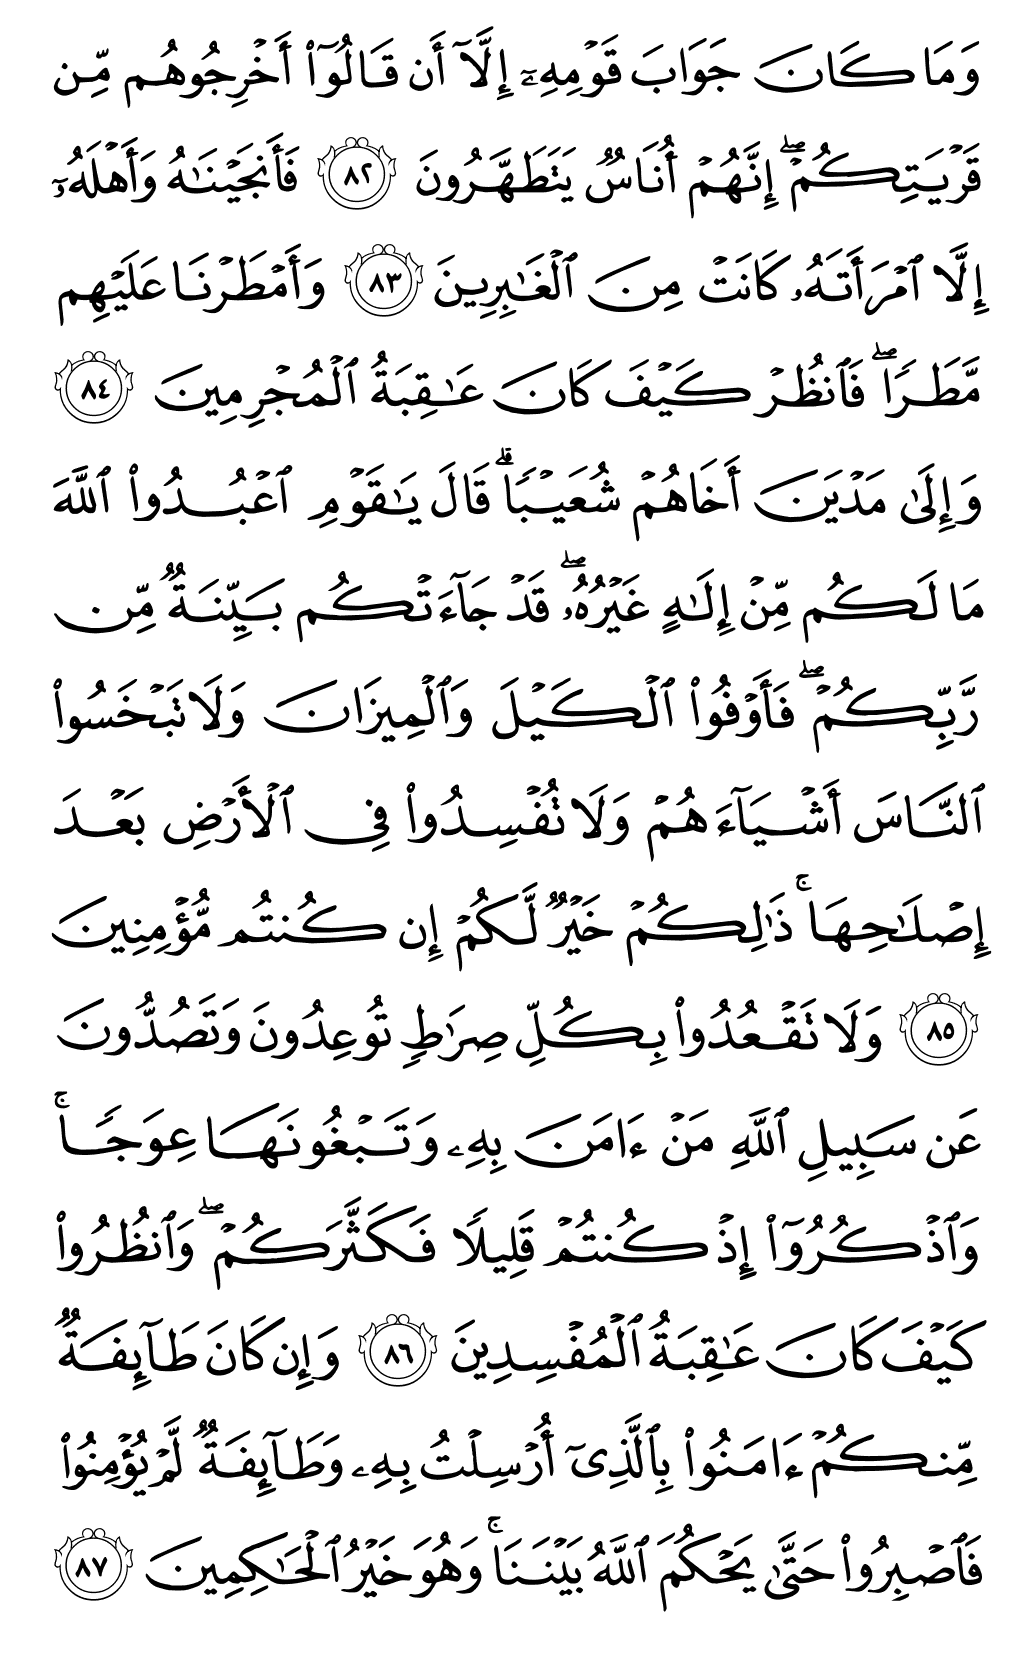 وَمَا كَانَ جَوَابَ قَوْمِهِۦٓ إِلَّآ أَن قَالُوٓا۟ أَخْرِجُوهُم مِّن
قَرْيَتِكُمْ ۖ إِنَّهُمْ أُنَاسٌ يَتَطَهَّرُونَ ٨٢ فَأَنجَيْنَـٰهُ وَأَهْلَهُۥٓ
إِلَّا ٱمْرَأَتَهُۥ كَانَتْ مِنَ ٱلْغَـٰبِرِينَ ٨٣ وَأَمْطَرْنَا عَلَيْهِم
مَّطَرًا ۖ فَٱنظُرْ كَيْفَ كَانَ عَـٰقِبَةُ ٱلْمُجْرِمِينَ ٨٤
وَإِلَىٰ مَدْيَنَ أَخَاهُمْ شُعَيْبًا ۗ قَالَ يَـٰقَوْمِ ٱعْبُدُوا۟ ٱللَّهَ
مَا لَكُم مِّنْ إِلَـٰهٍ غَيْرُهُۥ ۖ قَدْ جَآءَتْكُم بَيِّنَةٌ مِّن
رَّبِّكُمْ ۖ فَأَوْفُوا۟ ٱلْكَيْلَ وَٱلْمِيزَانَ وَلَا تَبْخَسُوا۟
ٱلنَّاسَ أَشْيَآءَهُمْ وَلَا تُفْسِدُوا۟ فِى ٱلْأَرْضِ بَعْدَ
إِصْلَـٰحِهَا ۚ ذَٰلِكُمْ خَيْرٌ لَّكُمْ إِن كُنتُم مُّؤْمِنِينَ
٨٥ وَلَا تَقْعُدُوا۟ بِكُلِّ صِرَٰطٍ تُوعِدُونَ وَتَصُدُّونَ
عَن سَبِيلِ ٱللَّهِ مَنْ ءَامَنَ بِهِۦ وَتَبْغُونَهَا عِوَجًا ۚ
وَٱذْكُرُوٓا۟ إِذْ كُنتُمْ قَلِيلًا فَكَثَّرَكُمْ ۖ وَٱنظُرُوا۟
كَيْفَ كَانَ عَـٰقِبَةُ ٱلْمُفْسِدِينَ ٨٦ وَإِن كَانَ طَآئِفَةٌ
مِّنكُمْ ءَامَنُوا۟ بِٱلَّذِىٓ أُرْسِلْتُ بِهِۦ وَطَآئِفَةٌ لَّمْ يُؤْمِنُوا۟
فَٱصْبِرُوا۟ حَتَّىٰ يَحْكُمَ ٱللَّهُ بَيْنَنَا ۚ وَهُوَ خَيْرُ ٱلْحَـٰكِمِينَ ٨٧